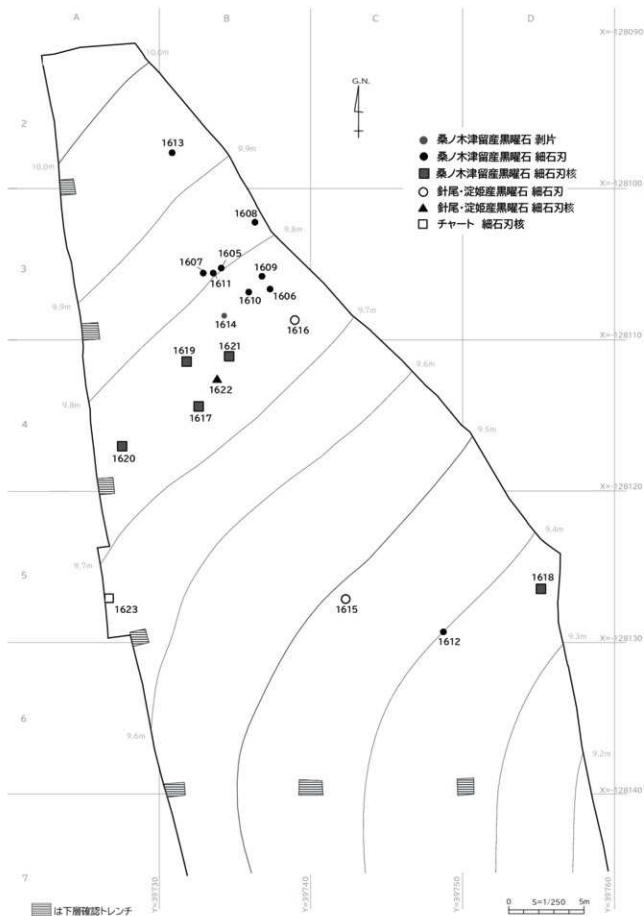 A B C D
X=-128090
10.0m
G.N.
2
1613
9.9m
● 桑ノ木津留産黒曜石 剥片
● 桑ノ木津留産黒曜石 細石刃
■ 桑ノ木津留産黒曜石 細石刃核
○ 針尾・淀姫産黒曜石 細石刃
▲ 針尾・淀姫産黒曜石 細石刃核
□ チャート 細石刃核
10.0m
X=-128100
1608
9.8m
3
1607
1605
1611
1609
1610
1606
1614
1616
9.9m
9.7m
X=-128110
1619
1621
1622
1617
9.6m
9.8m
4
1620
9.5m
X=-128120
9.4m
5
9.7m
1623
1615
1618
1612
9.3m
X=-128130
6
9.6m
9.2m
X=-128140
7
Y=39730
Y=39740
Y=39750
Y=39760
は下層確認トレンチ
0 S=1/250 5m